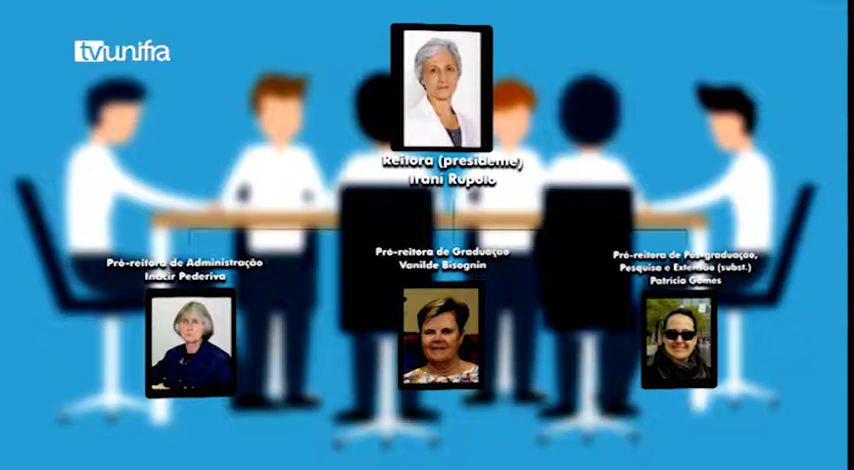 tvunifra
Reitora (presidente)
Irani Rupolo
Pró-reitora de Administração
Inacir Pederiva
Pró-reitora de Graduação
Vanilde Bisognin
Pró-reitora de Pós-graduação,
Pesquisa e Extensão (subst.)
Patricia Gomes